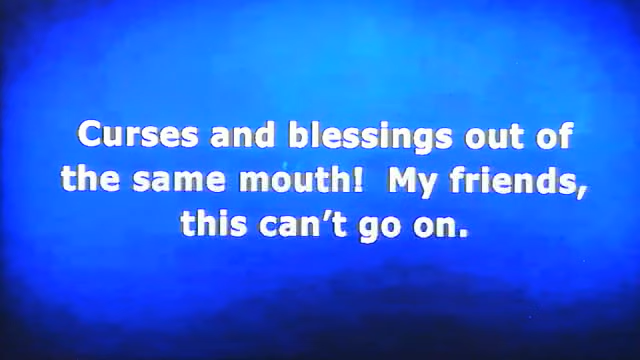 Curses and blessings out of
the same mouth!  My friends,
this can't go on.